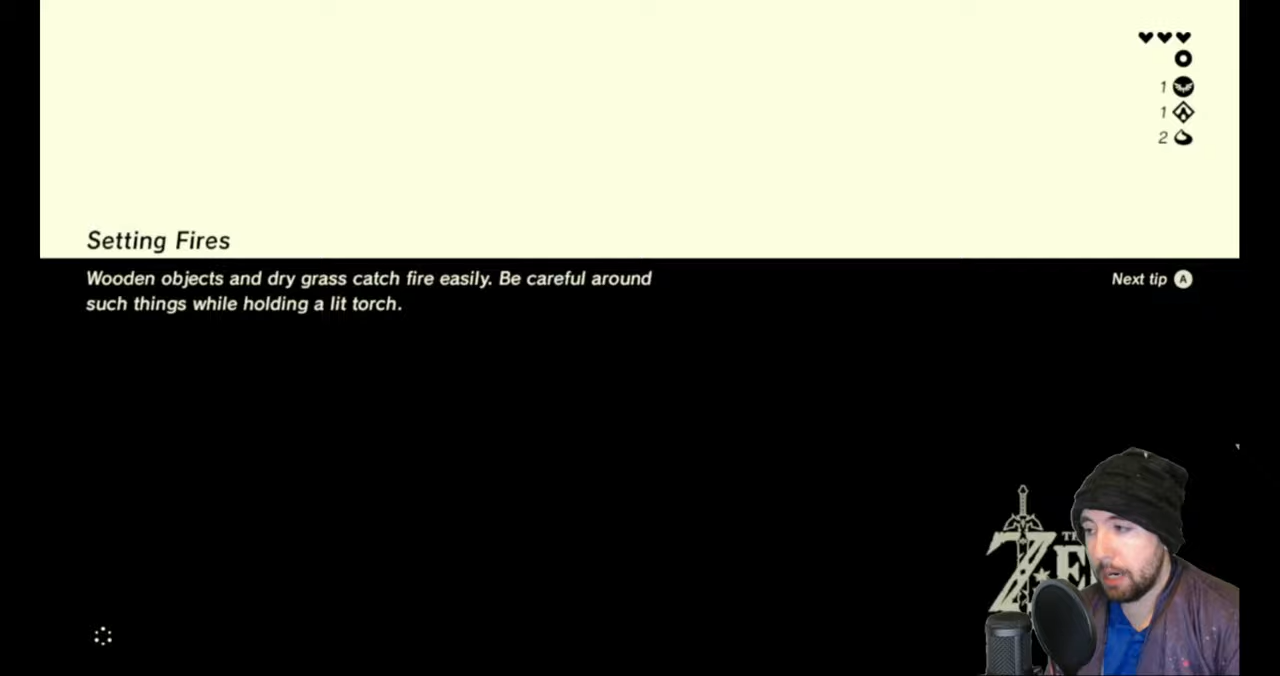 1
1
2
Setting Fires
Wooden objects and dry grass catch fire easily. Be careful around
such things while holding a lit torch.
Next tip A